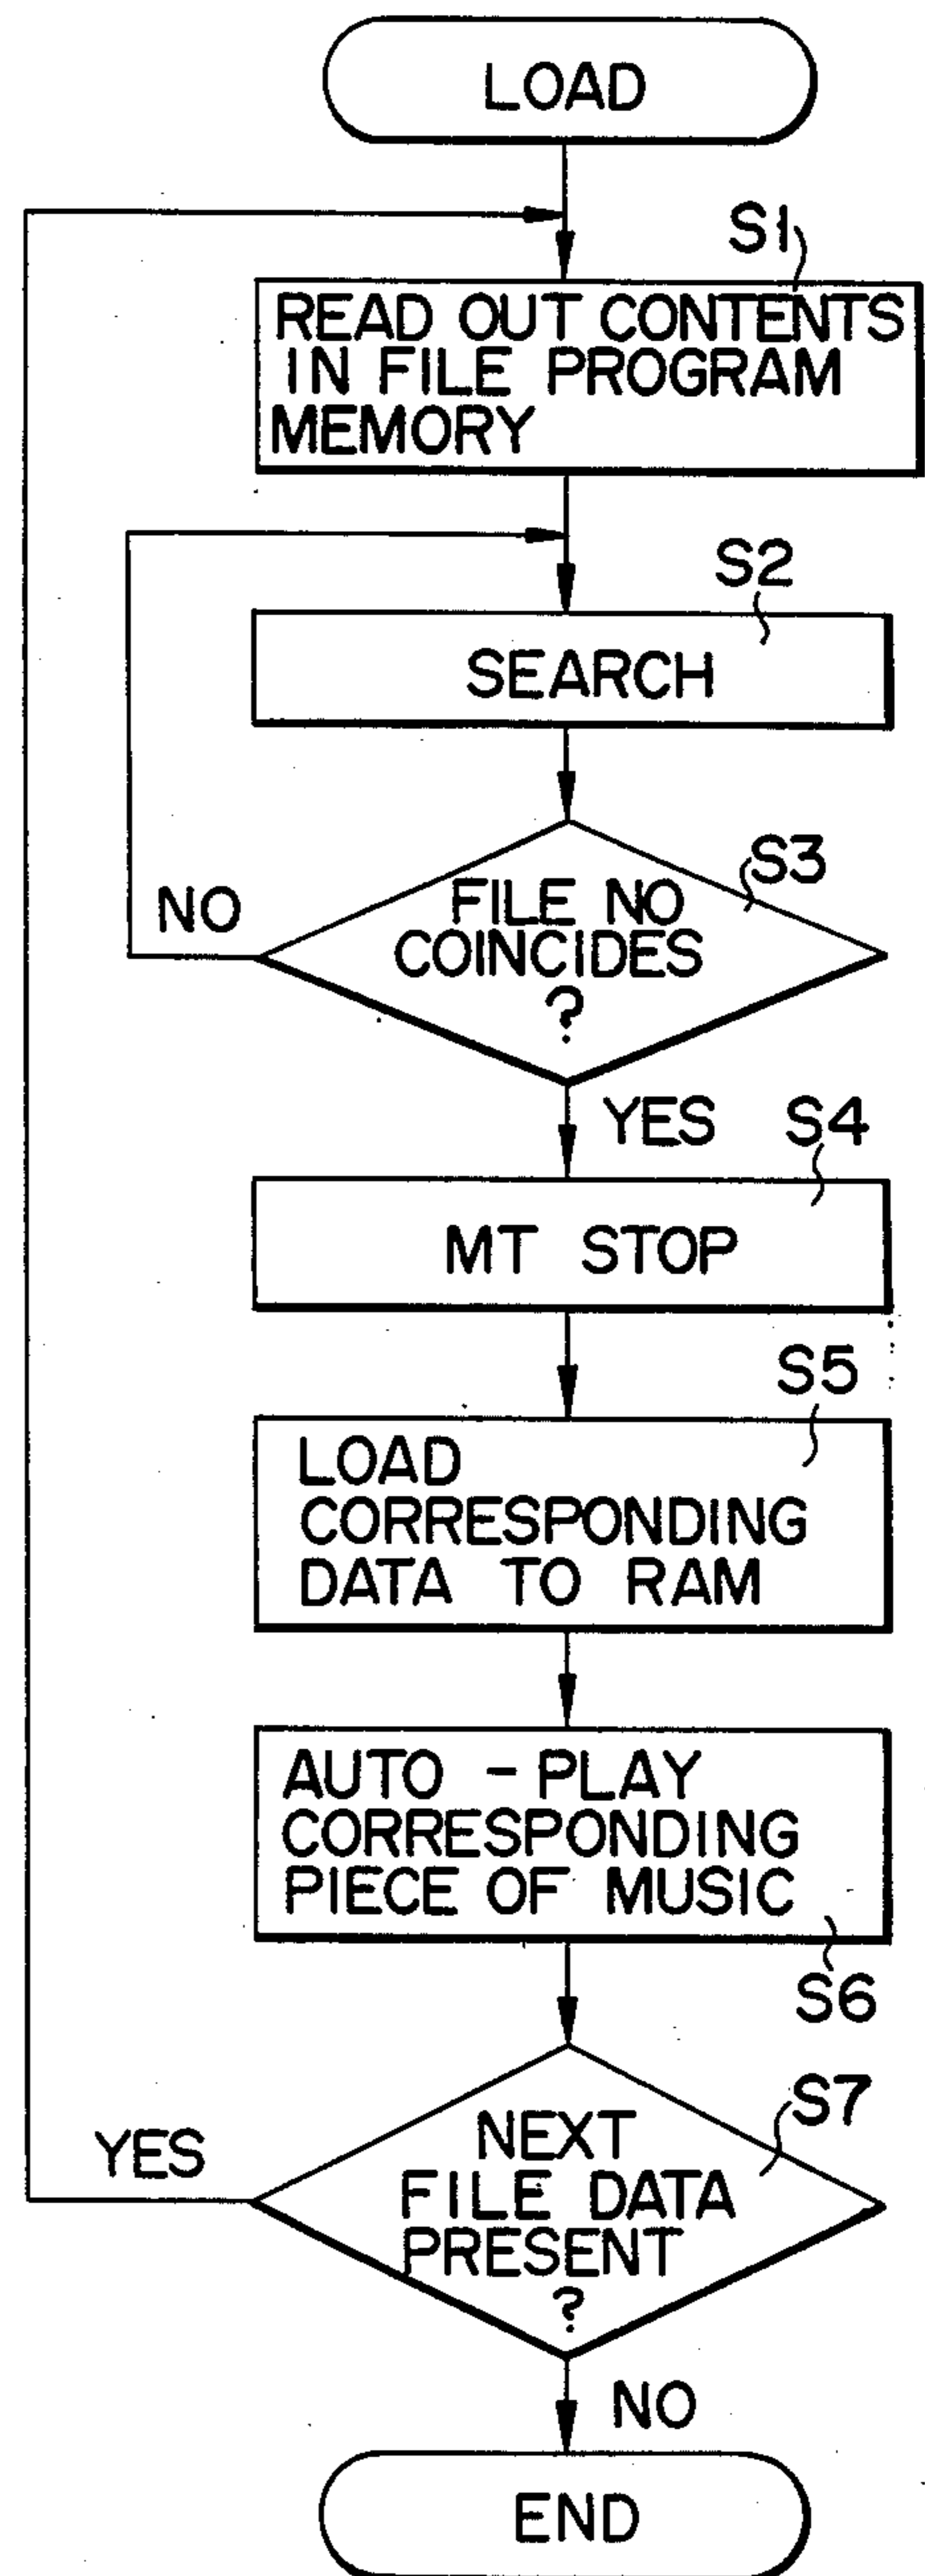 LOAD
S1
READ OUT CONTENTS
IN FILE PROGRAM
MEMORY
S2
SEARCH
S3
NO
FILE NO
COINCIDES
?
YES
S4
MT STOP
S5
LOAD
CORRESPONDING
DATA TO RAM
AUTO - PLAY
CORRESPONDING
PIECE OF MUSIC
S6
S7
YES
NEXT
FILE DATA
PRESENT
?
NO
END